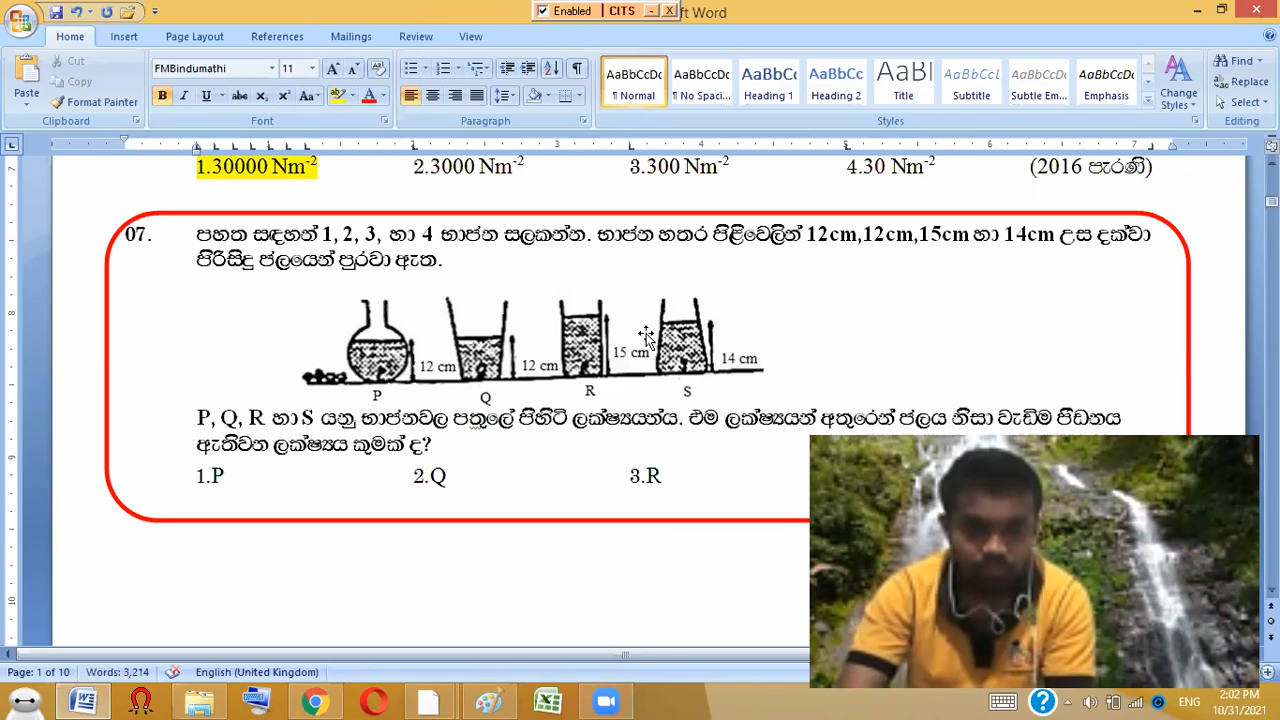 Enabled CITS ft Word
Home Insert Page Layout References Mailings Review View
Paste Cut Copy Format Painter Clipboard
FMBindumathi 11 Font
Paragraph
AaBbCcDc ¶ Normal AaBbCcDc ¶ No Spaci... AaBbCc Heading 1 AaBbCc Heading 2 AaBl Title AaBbCc Subtitle AaBbCcDc Subtle Em... AaBbCcDc Emphasis Change Styles Styles
Find Replace Select Editing
1.30000 Nm-2 2.3000 Nm-2 3.300 Nm-2 4.30 Nm-2 (2016 පැරණි)
07. පහත සඳහන් 1, 2, 3, හා 4 භාජන සලකන්න. භාජන හතර පිළිවෙලින් 12cm,12cm,15cm හා 14cm උස දක්වා
පිරිසිදු ජලයෙන් පුරවා ඇත.
12 cm 12 cm 15 cm 14 cm
P Q R S
P, Q, R හා S යනු භාජනවල පතුලේ පිහිටි ලක්ෂ්‍යයන්ය. එම ලක්ෂ්‍යයන් අතුරෙන් ජලය නිසා වැඩිම පීඩනය
ඇතිවන ලක්ෂ්‍යය කුමක් ද?
1.P 2.Q 3.R
Page: 1 of 10 Words: 3,214 English (United Kingdom)
ENG 2:02 PM
10/31/2021